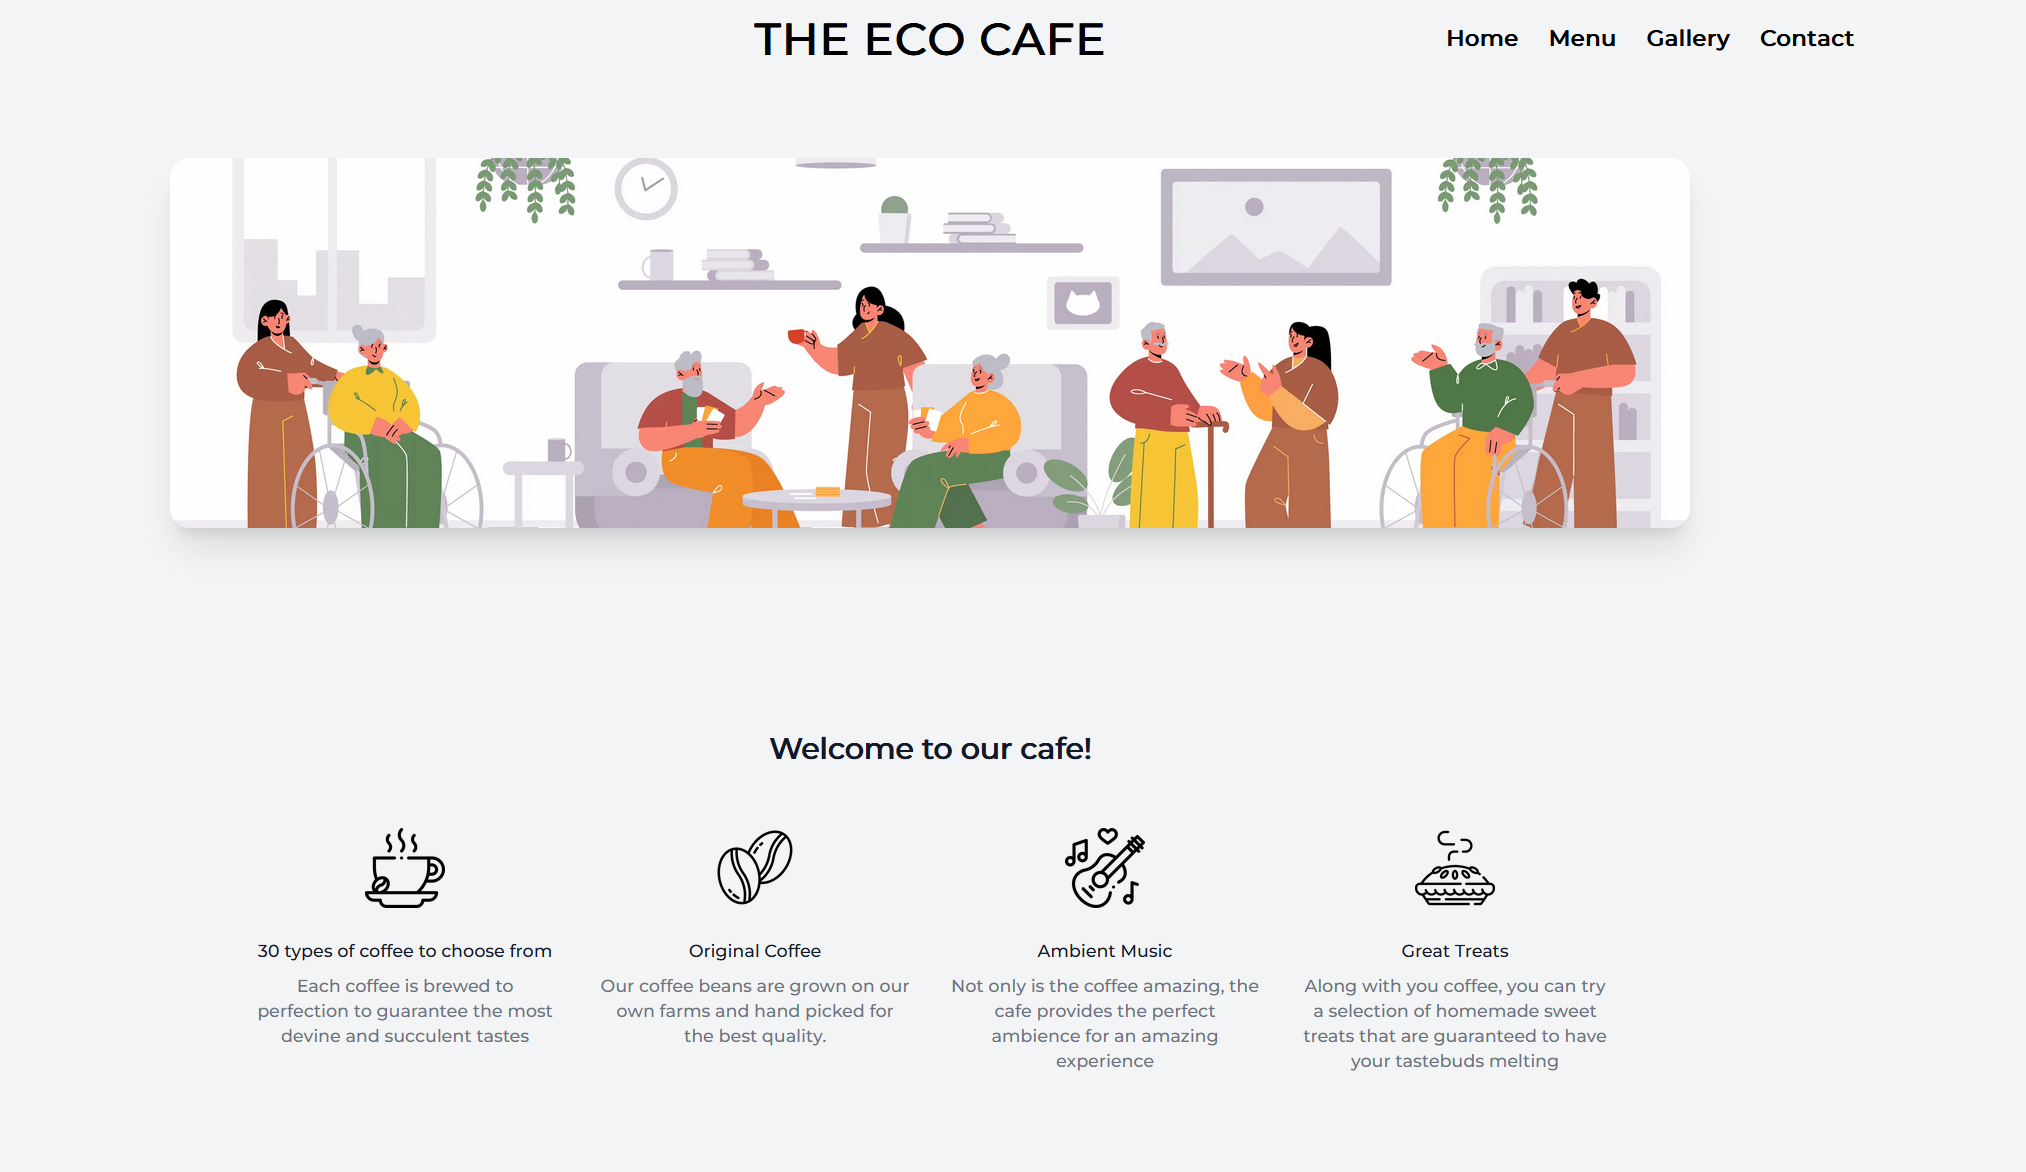 THE ECO CAFE
Home Menu Gallery Contact
Welcome to our cafe!
30 types of coffee to choose from
Each coffee is brewed to
perfection to guarantee the most
devine and succulent tastes
Original Coffee
Our coffee beans are grown on our
own farms and hand picked for
the best quality.
Ambient Music
Not only is the coffee amazing, the
cafe provides the perfect
ambience for an amazing
experience
Great Treats
Along with you coffee, you can try
a selection of homemade sweet
treats that are guaranteed to have
your tastebuds melting